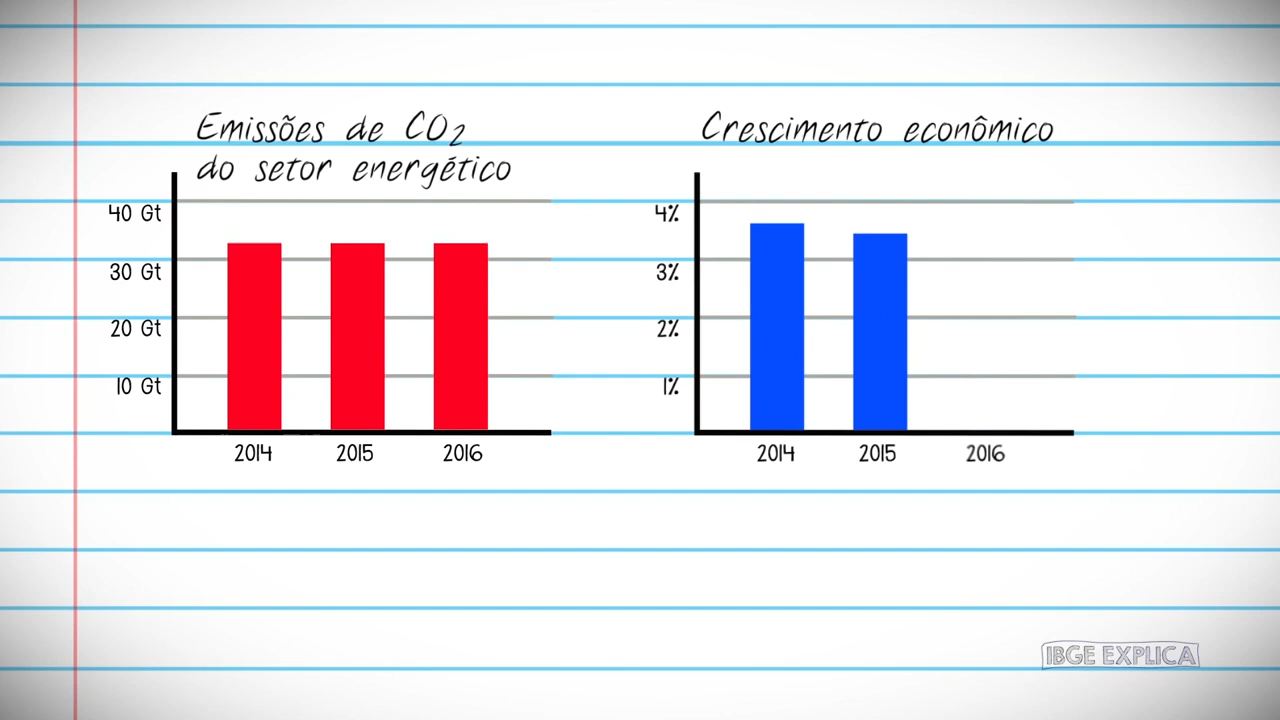 Emissões de CO2
do setor energético
40 Gt
30 Gt
20 Gt
10 Gt
2014 2015 2016
Crescimento econômico
4%
3%
2%
1%
2014 2015 2016
IBGE EXPLICA